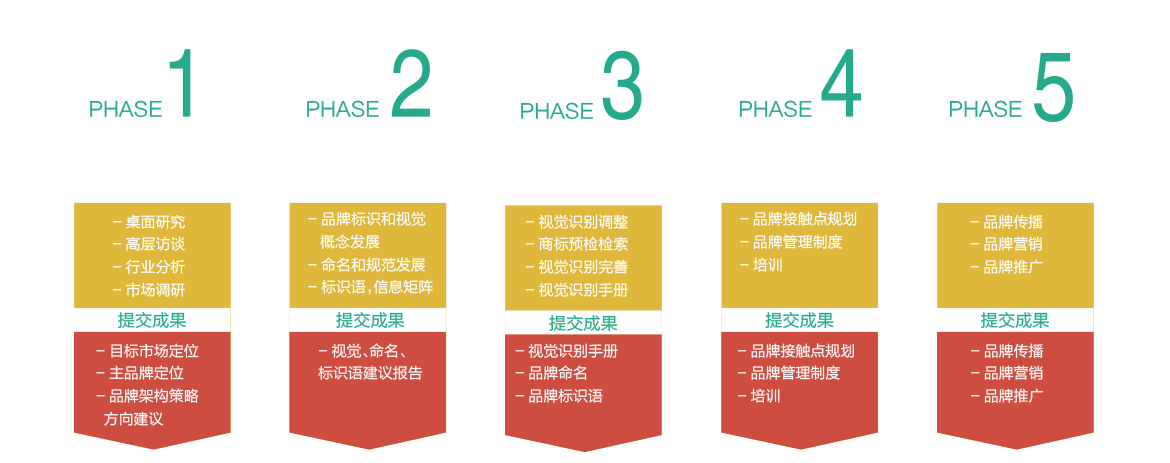 PHASE 1
– 桌面研究
– 高层访谈
– 行业分析
– 市场调研
提交成果
– 目标市场定位
– 主品牌定位
– 品牌架构策略
方向建议
PHASE 2
– 品牌标识和视觉
概念发展
– 命名和规范发展
– 标识语,信息矩阵
提交成果
– 视觉、命名、
标识语建议报告
PHASE 3
– 视觉识别调整
– 商标预检检索
– 视觉识别完善
– 视觉识别手册
提交成果
– 视觉识别手册
– 品牌命名
– 品牌标识语
PHASE 4
– 品牌接触点规划
– 品牌管理制度
– 培训
提交成果
– 品牌接触点规划
– 品牌管理制度
– 培训
PHASE 5
– 品牌传播
– 品牌营销
– 品牌推广
提交成果
– 品牌传播
– 品牌营销
– 品牌推广